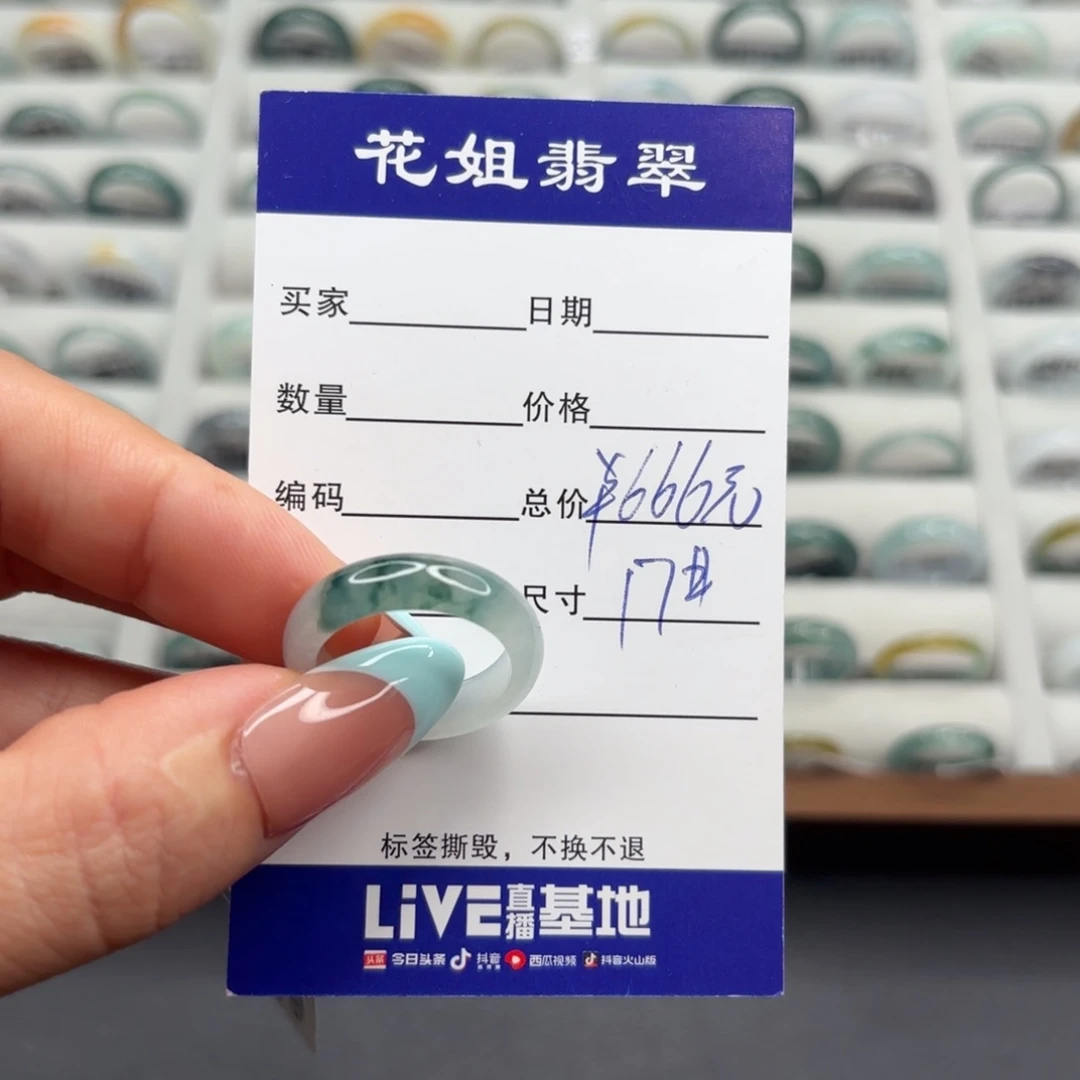 花姐翡翠
买家 日期
数量 价格
编码 总价¥666元
尺寸 17#
标签撕毁，不换不退
LiVE直播基地
头条 今日头条 抖音 西瓜视频 抖音火山版